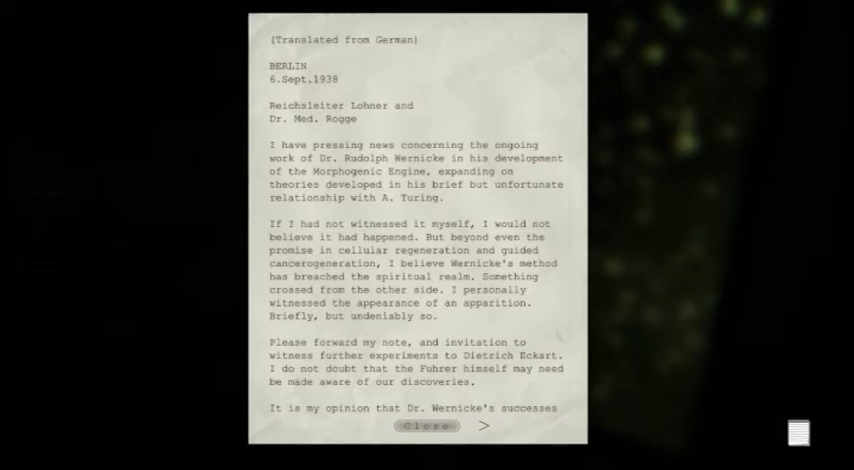 (Translated from German)
BERLIN
6.Sept.1938
Reichsleiter Lohner and
Dr. Med. Rogge
I have pressing news concerning the ongoing
work of Dr. Rudolph Wernicke in his development
of the Morphogenic Engine, expanding on
theories developed in his brief but unfortunate
relationship with A. Turing.
If I had not witnessed it myself, I would not
believe it had happened. But beyond even the
promise in cellular regeneration and guided
cancerogeneration, I believe Wernicke's method
has breached the spiritual realm. Something
crossed from the other side. I personally
witnessed the appearance of an apparition.
Briefly, but undeniably so.
Please forward my note, and invitation to
witness further experiments to Dietrich Eckart.
I do not doubt that the Fuhrer himself may need
be made aware of our discoveries.
It is my opinion that Dr. Wernicke's successes
Close >